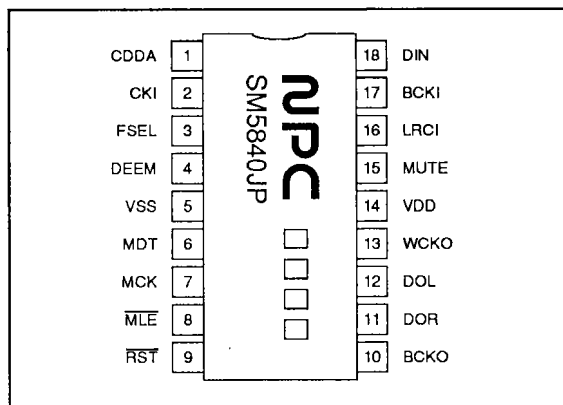 CDDA 1 18 DIN
CKI 2 17 BCKI
FSEL 3 16 LRCI
DEEM 4 15 MUTE
VSS 5 14 VDD
MDT 6 13 WCKO
MCK 7 12 DOL
MLE 8 11 DOR
RST 9 10 BCKO
NPC
SM5840JP